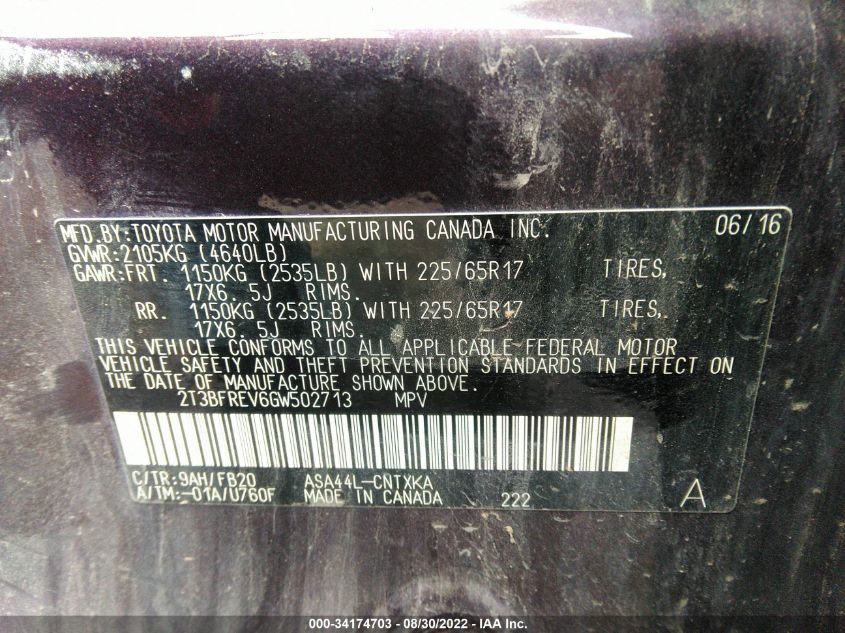 MFD.BY:TOYOTA MOTOR MANUFACTURING CANADA INC. 06/16
GVWR:2105KG (4640LB)
GAWR:FRT. 1150KG (2535LB) WITH 225/65R17 TIRES,
17X6. 5J RIMS.
RR. 1150KG (2535LB) WITH 225/65R17 TIRES,
17X6. 5J RIMS.
THIS VEHICLE CONFORMS TO ALL APPLICABLE FEDERAL MOTOR
VEHICLE SAFETY AND THEFT PREVENTION STANDARDS IN EFFECT ON
THE DATE OF MANUFACTURE SHOWN ABOVE.
2T3BFREV6GW502713 MPV
C/TR:9AH/FB20 ASA44L-CNTXKA
A/TM:-01A/U760F MADE IN CANADA 222 A
000-34174703 - 08/30/2022 - IAA Inc.